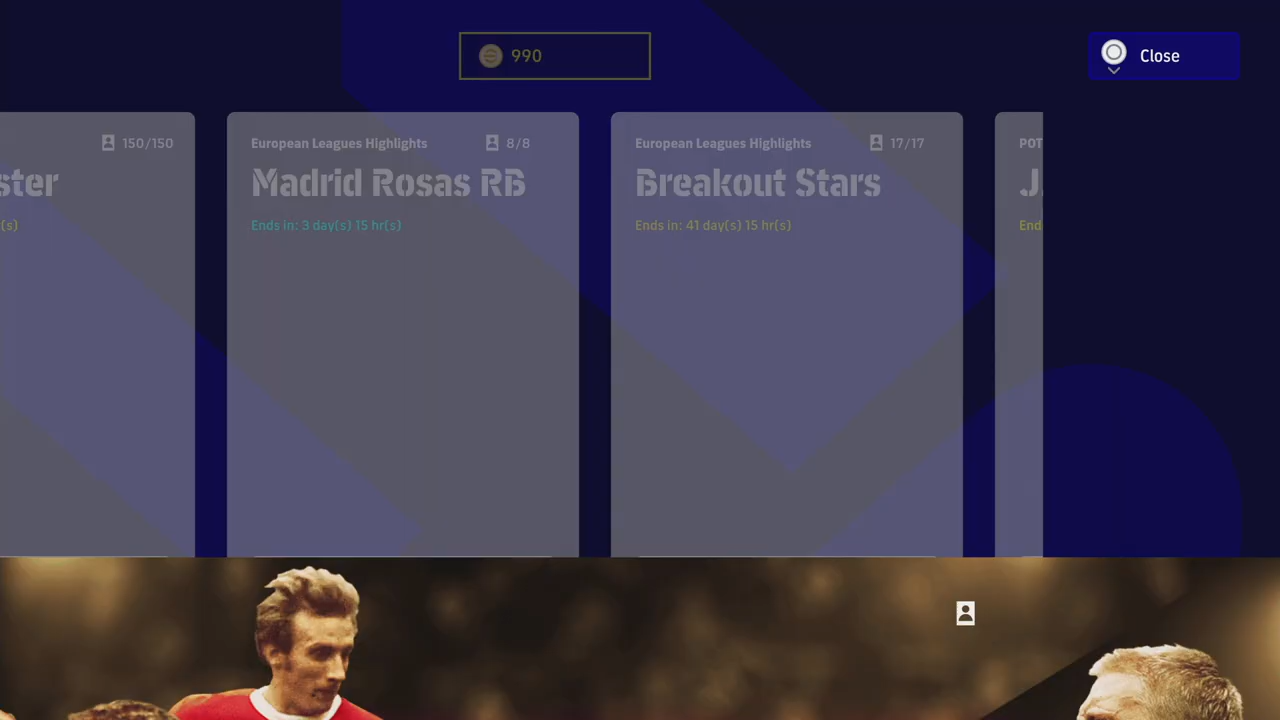 990
Close
150/150
ster
(s)
European Leagues Highlights 8/8
Madrid Rosas RB
Ends in: 3 day(s) 15 hr(s)
European Leagues Highlights 17/17
Breakout Stars
Ends in: 41 day(s) 15 hr(s)
POT
J
End